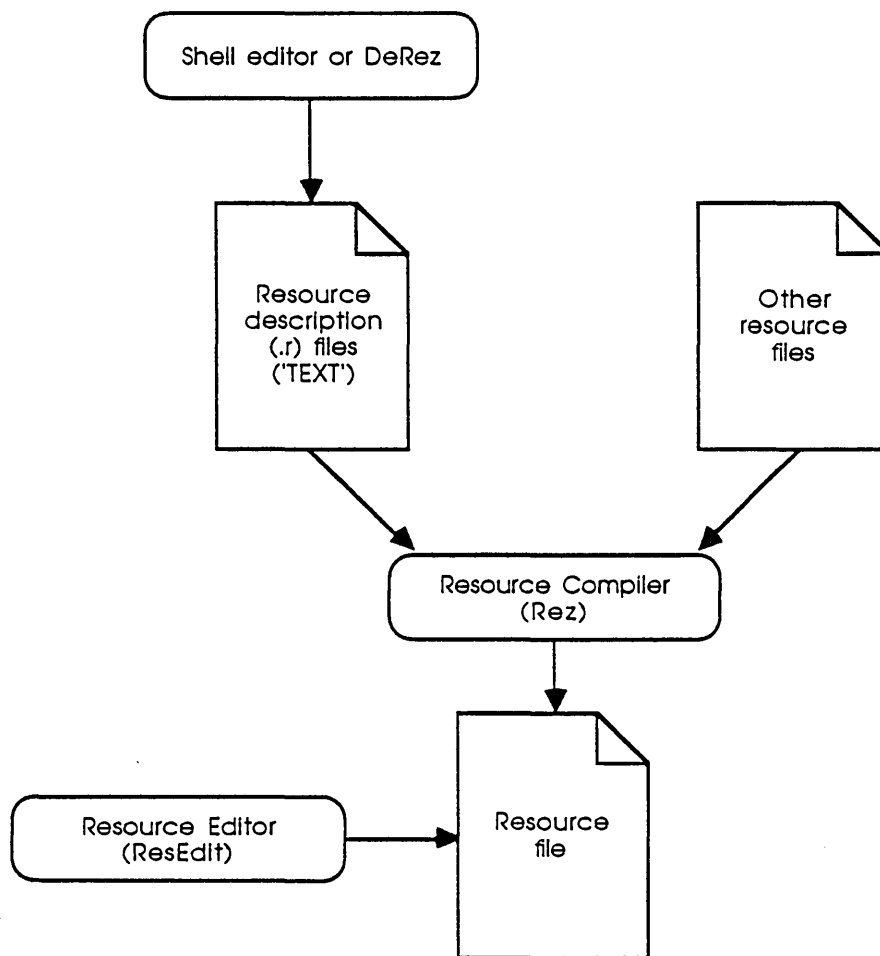 Shell editor or DeRez
Resource
description
(.r) files
('TEXT')
Other
resource
files
Resource Compiler
(Rez)
Resource Editor
(ResEdit)
Resource
file